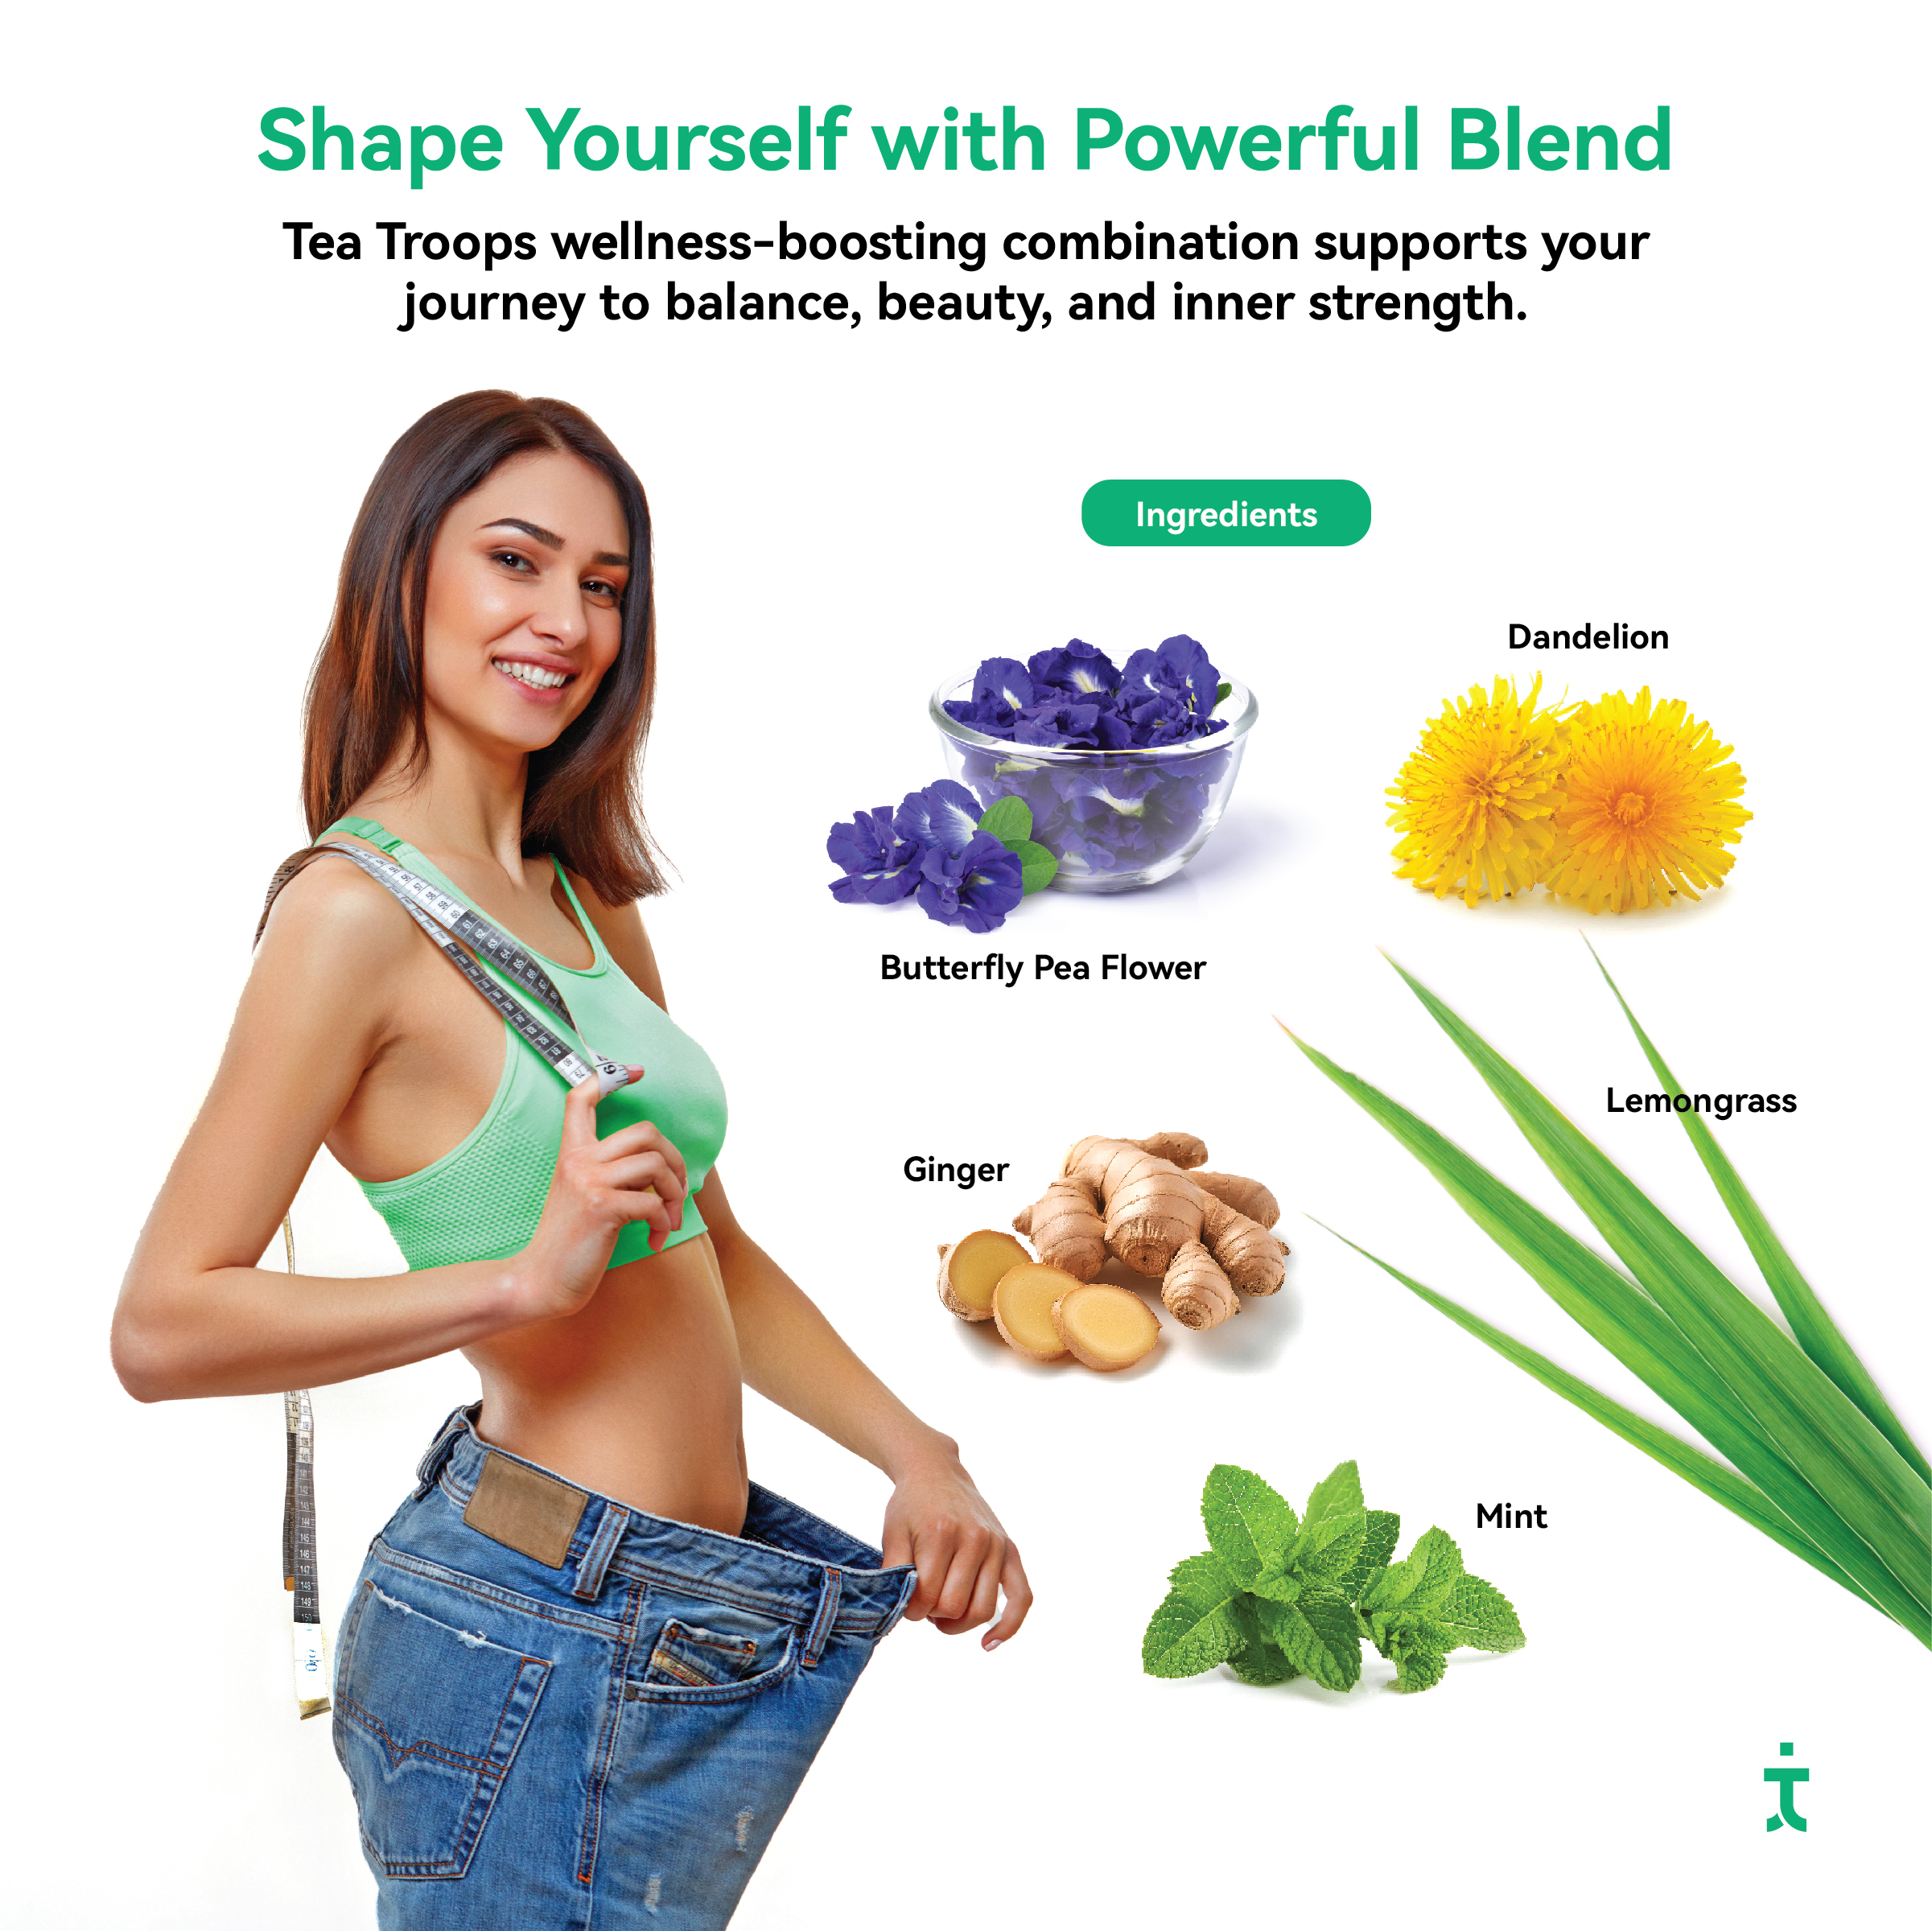 Shape Yourself with Powerful Blend
Tea Troops wellness-boosting combination supports your
journey to balance, beauty, and inner strength.
Ingredients
Dandelion
Butterfly Pea Flower
Lemongrass
Ginger
Mint